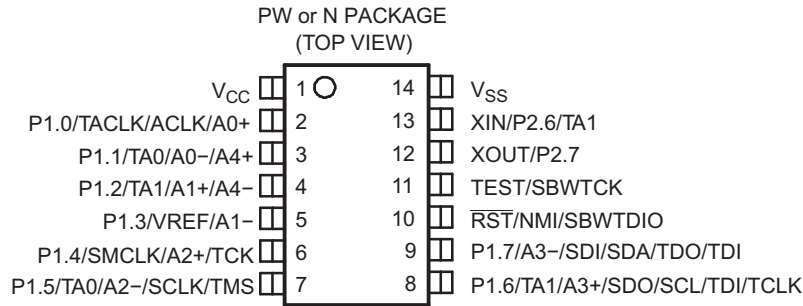 PW or N PACKAGE
(TOP VIEW)
VCC 1 14 VSS
P1.0/TACLK/ACLK/A0+ 2 13 XIN/P2.6/TA1
P1.1/TA0/A0−/A4+ 3 12 XOUT/P2.7
P1.2/TA1/A1+/A4− 4 11 TEST/SBWTCK
P1.3/VREF/A1− 5 10 R̅S̅T̅/NMI/SBWTDIO
P1.4/SMCLK/A2+/TCK 6 9 P1.7/A3−/SDI/SDA/TDO/TDI
P1.5/TA0/A2−/SCLK/TMS 7 8 P1.6/TA1/A3+/SDO/SCL/TDI/TCLK